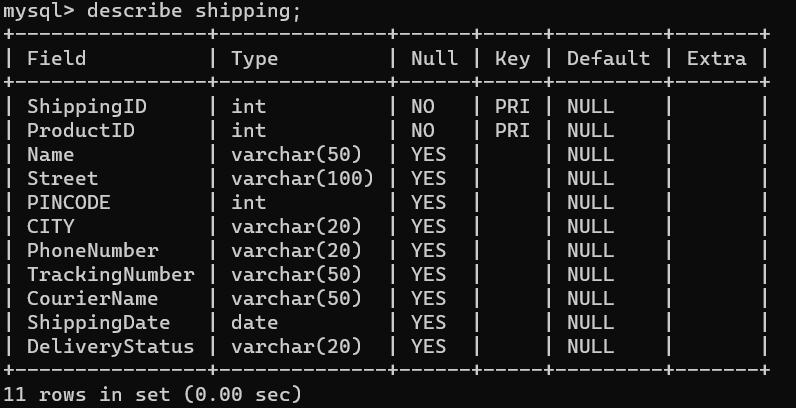 mysql> describe shipping;
+----------------+--------------+------+-----+---------+-------+
| Field          | Type         | Null | Key | Default | Extra |
+----------------+--------------+------+-----+---------+-------+
| ShippingID     | int          | NO   | PRI | NULL    |       |
| ProductID      | int          | NO   | PRI | NULL    |       |
| Name           | varchar(50)  | YES  |     | NULL    |       |
| Street         | varchar(100) | YES  |     | NULL    |       |
| PINCODE        | int          | YES  |     | NULL    |       |
| CITY           | varchar(20)  | YES  |     | NULL    |       |
| PhoneNumber    | varchar(20)  | YES  |     | NULL    |       |
| TrackingNumber | varchar(50)  | YES  |     | NULL    |       |
| CourierName    | varchar(50)  | YES  |     | NULL    |       |
| ShippingDate   | date         | YES  |     | NULL    |       |
| DeliveryStatus | varchar(20)  | YES  |     | NULL    |       |
+----------------+--------------+------+-----+---------+-------+
11 rows in set (0.00 sec)